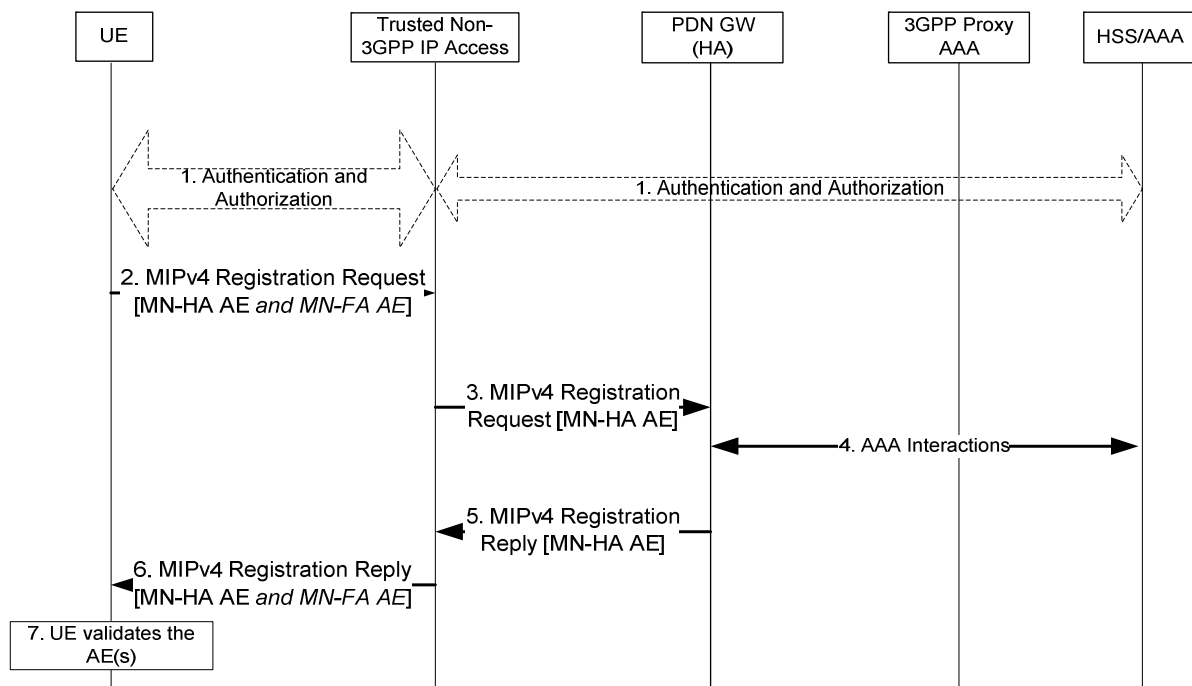 UE
Trusted Non-
3GPP IP Access
PDN GW
(HA)
3GPP Proxy
AAA
HSS/AAA
1. Authentication and
Authorization
1. Authentication and Authorization
2. MIPv4 Registration Request
[MN-HA AE and MN-FA AE]
3. MIPv4 Registration
Request [MN-HA AE]
4. AAA Interactions
5. MIPv4 Registration
Reply [MN-HA AE]
6. MIPv4 Registration Reply
[MN-HA AE and MN-FA AE]
7. UE validates the
AE(s)